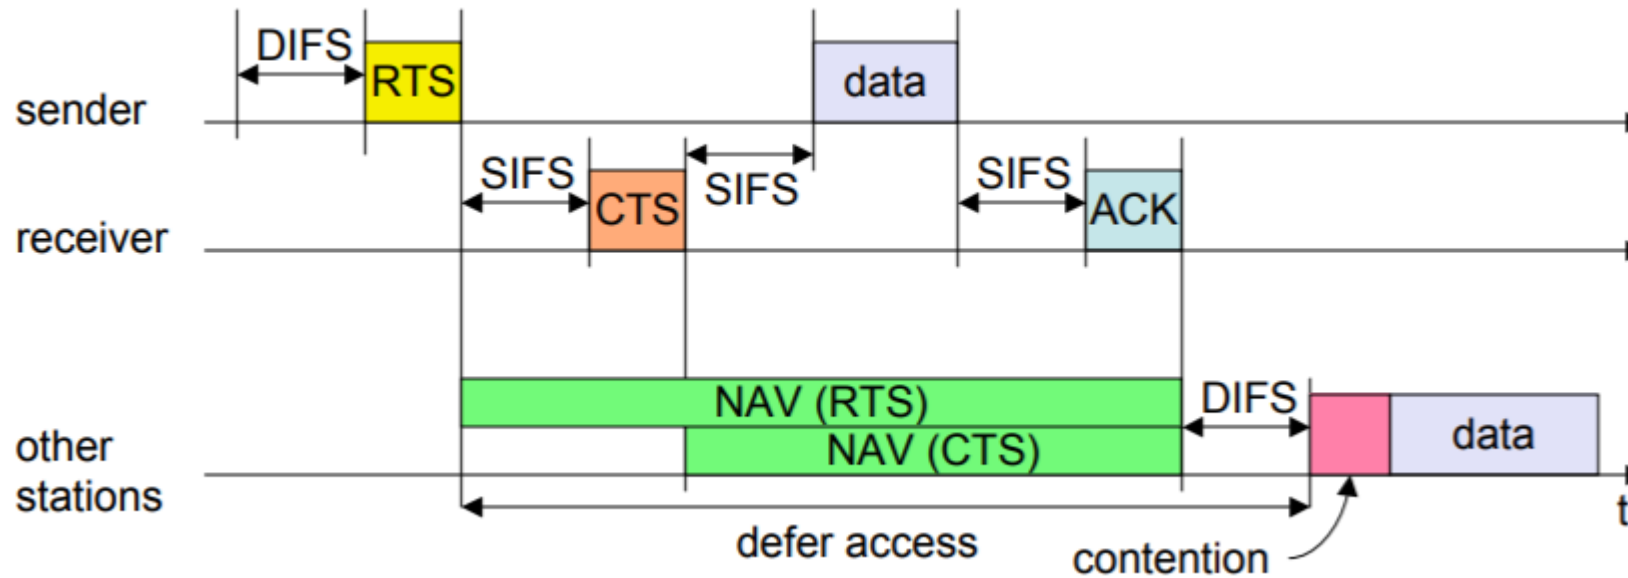 DIFS
RTS
data
sender
SIFS
CTS
SIFS
SIFS
ACK
receiver
NAV (RTS)
DIFS
NAV (CTS)
data
other
stations
t
defer access
contention